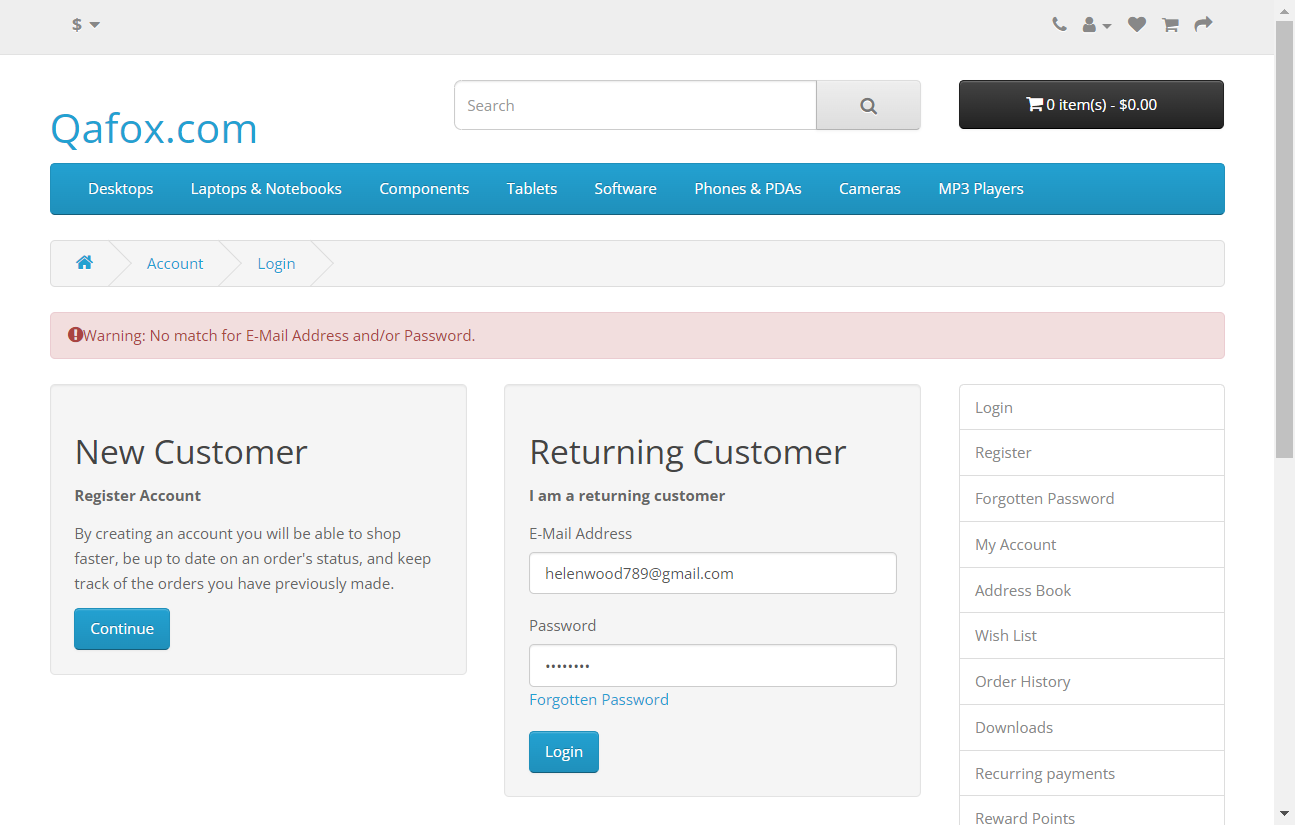 $
Search
0 item(s) - $0.00
Qafox.com
Desktops
Laptops & Notebooks
Components
Tablets
Software
Phones & PDAs
Cameras
MP3 Players
Account
Login
Warning: No match for E-Mail Address and/or Password.
New Customer
Register Account
By creating an account you will be able to shop
faster, be up to date on an order's status, and keep
track of the orders you have previously made.
Continue
Returning Customer
I am a returning customer
E-Mail Address
helenwood789@gmail.com
Password
••••••••
Forgotten Password
Login
Login
Register
Forgotten Password
My Account
Address Book
Wish List
Order History
Downloads
Recurring payments
Reward Points